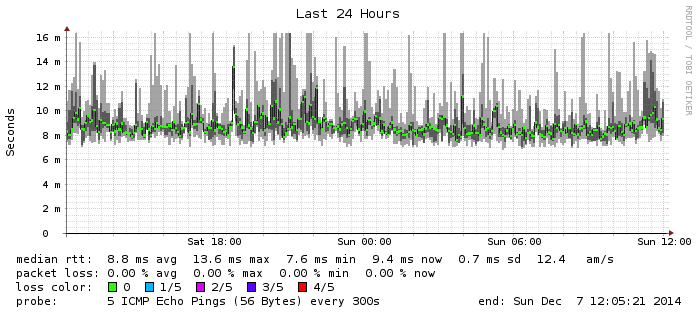 Last 24 Hours
RRDTOOL / TOBI OETIKER
Seconds
16 m
14 m
12 m
10 m
8 m
6 m
4 m
2 m
0
Sat 18:00 Sun 00:00 Sun 06:00 Sun 12:00
median rtt: 8.8 ms avg 13.6 ms max 7.6 ms min 9.4 ms now 0.7 ms sd 12.4 am/s
packet loss: 0.00 % avg 0.00 % max 0.00 % min 0.00 % now
loss color: 0 1/5 2/5 3/5 4/5
probe: 5 ICMP Echo Pings (56 Bytes) every 300s end: Sun Dec 7 12:05:21 2014